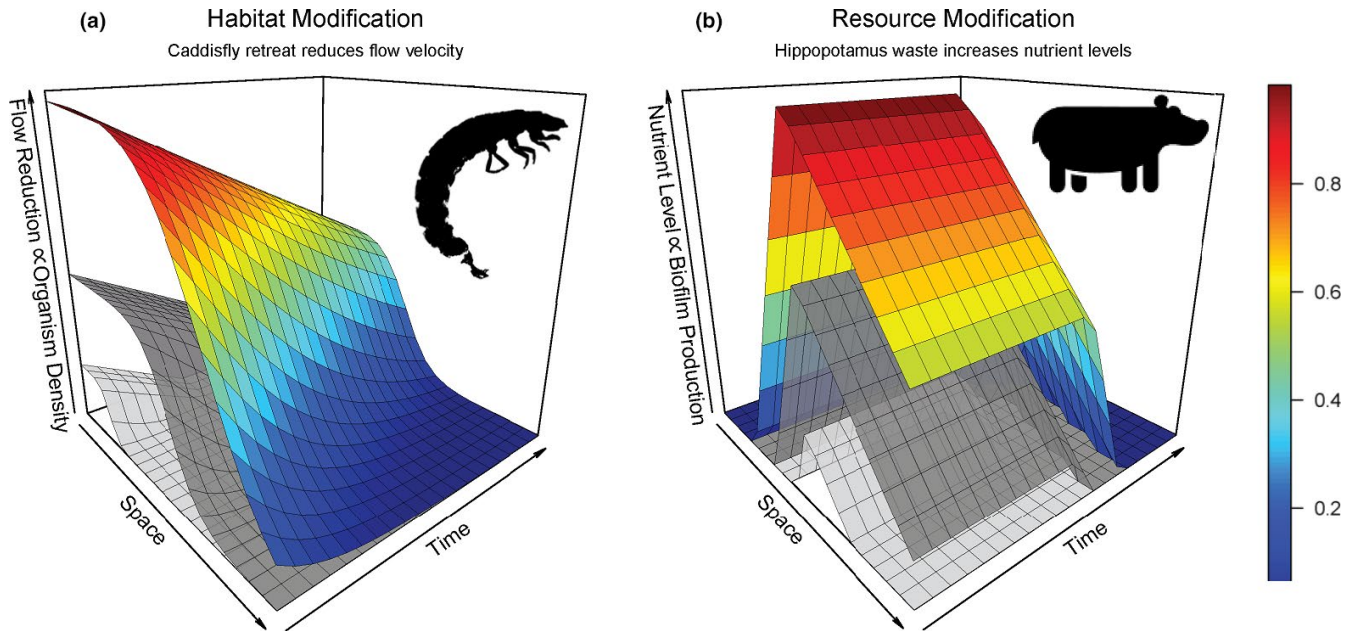 (a)
Habitat Modification
Caddisfly retreat reduces flow velocity
Flow Reduction ∝Organism Density
Space
Time
(b)
Resource Modification
Hippopotamus waste increases nutrient levels
Nutrient Level∝Biofilm Production
Space
Time
0.8
0.6
0.4
0.2